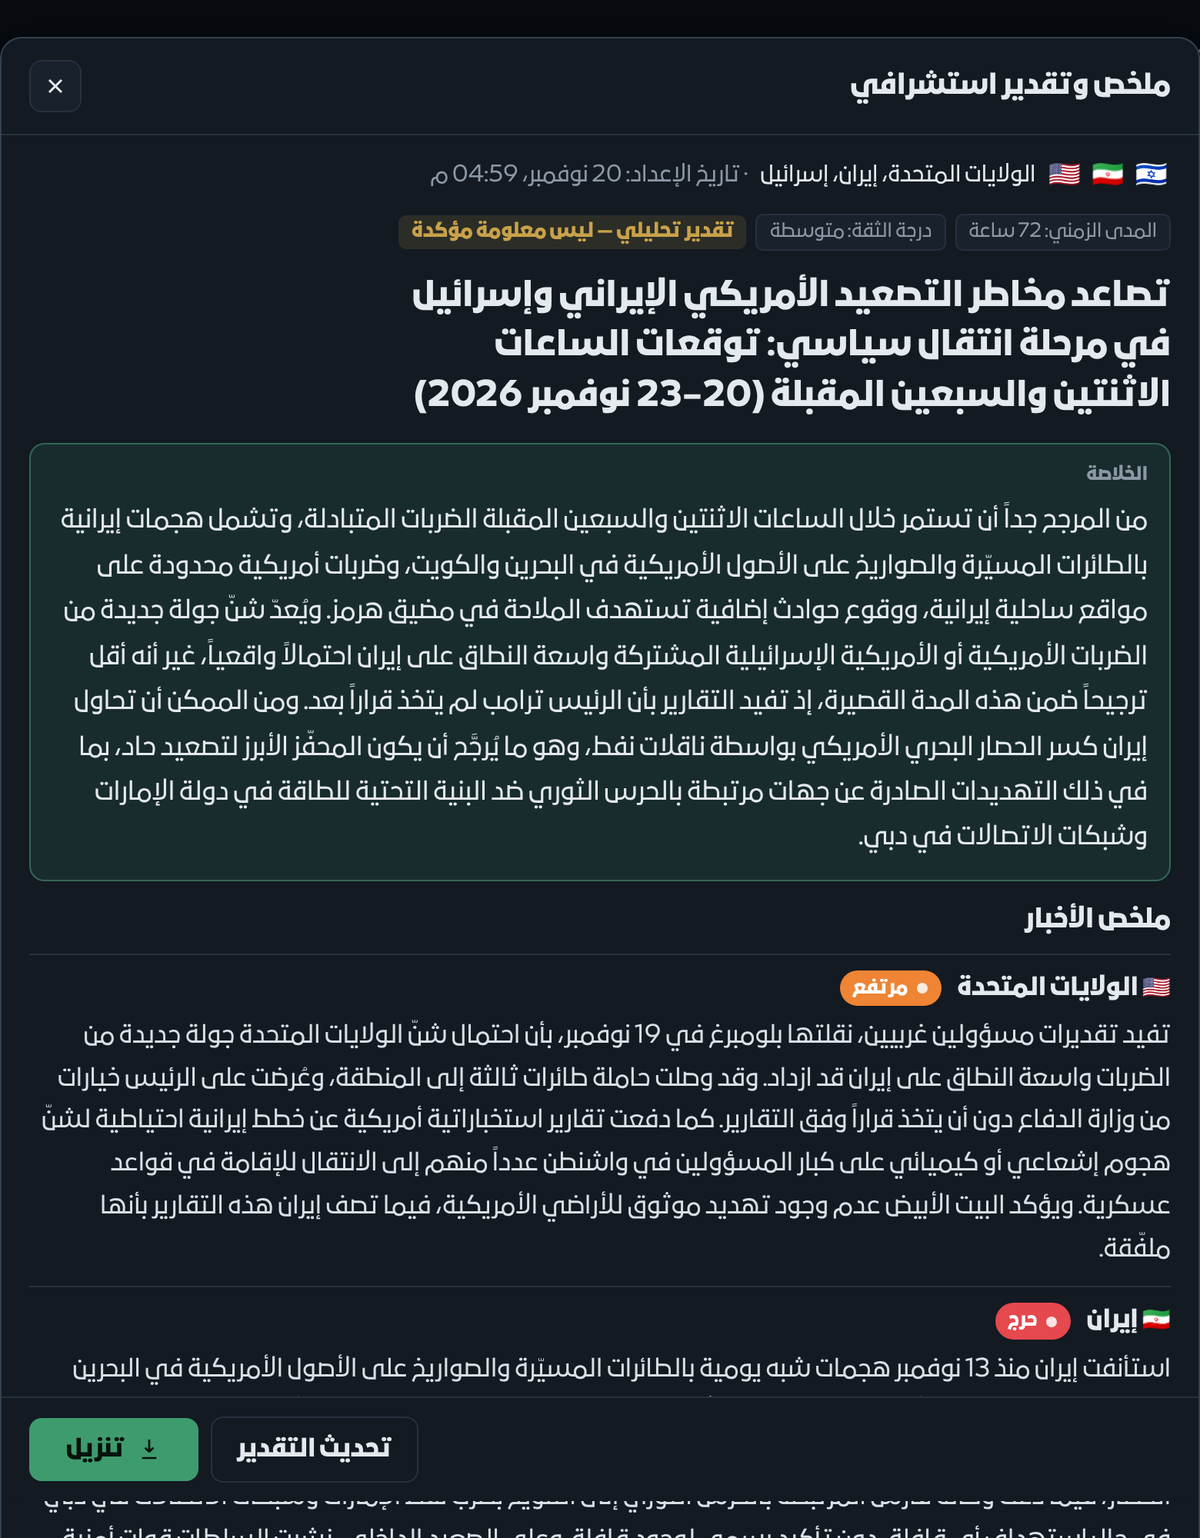 ملخص وتقدير استشرافي
الولايات المتحدة، إيران، إسرائيل · تاريخ الإعداد: 20 نوفمبر، 04:59 م
المدى الزمني: 72 ساعة
درجة الثقة: متوسطة
تقدير تحليلي — ليس معلومة مؤكدة
تصاعد مخاطر التصعيد الأمريكي الإيراني وإسرائيل
في مرحلة انتقال سياسي: توقعات الساعات
الاثنتين والسبعين المقبلة (20–23 نوفمبر 2026)
الخلاصة
من المرجح جداً أن تستمر خلال الساعات الاثنتين والسبعين المقبلة الضربات المتبادلة، وتشمل هجمات إيرانية
بالطائرات المسيّرة والصواريخ على الأصول الأمريكية في البحرين والكويت، وضربات أمريكية محدودة على
مواقع ساحلية إيرانية، ووقوع حوادث إضافية تستهدف الملاحة في مضيق هرمز. ويُعدّ شنّ جولة جديدة من
الضربات الأمريكية أو الأمريكية الإسرائيلية المشتركة واسعة النطاق على إيران احتمالاً واقعياً، غير أنه أقل
ترجيحاً ضمن هذه المدة القصيرة، إذ تفيد التقارير بأن الرئيس ترامب لم يتخذ قراراً بعد. ومن الممكن أن تحاول
إيران كسر الحصار البحري الأمريكي بواسطة ناقلات نفط، وهو ما يُرجَّح أن يكون المحفّز الأبرز لتصعيد حاد، بما
في ذلك التهديدات الصادرة عن جهات مرتبطة بالحرس الثوري ضد البنية التحتية للطاقة في دولة الإمارات
وشبكات الاتصالات في دبي.
ملخص الأخبار
الولايات المتحدة
مرتفع
تفيد تقديرات مسؤولين غربيين، نقلتها بلومبرغ في 19 نوفمبر، بأن احتمال شنّ الولايات المتحدة جولة جديدة من
الضربات واسعة النطاق على إيران قد ازداد. وقد وصلت حاملة طائرات ثالثة إلى المنطقة، وعُرضت على الرئيس خيارات
من وزارة الدفاع دون أن يتخذ قراراً وفق التقارير. كما دفعت تقارير استخباراتية أمريكية عن خطط إيرانية احتياطية لشنّ
هجوم إشعاعي أو كيميائي على كبار المسؤولين في واشنطن عدداً منهم إلى الانتقال للإقامة في قواعد
عسكرية. ويؤكد البيت الأبيض عدم وجود تهديد موثوق للأراضي الأمريكية، فيما تصف إيران هذه التقارير بأنها
ملفّقة.
إيران
حرج
استأنفت إيران منذ 13 نوفمبر هجمات شبه يومية بالطائرات المسيّرة والصواريخ على الأصول الأمريكية في البحرين
تحديث التقدير
تنزيل